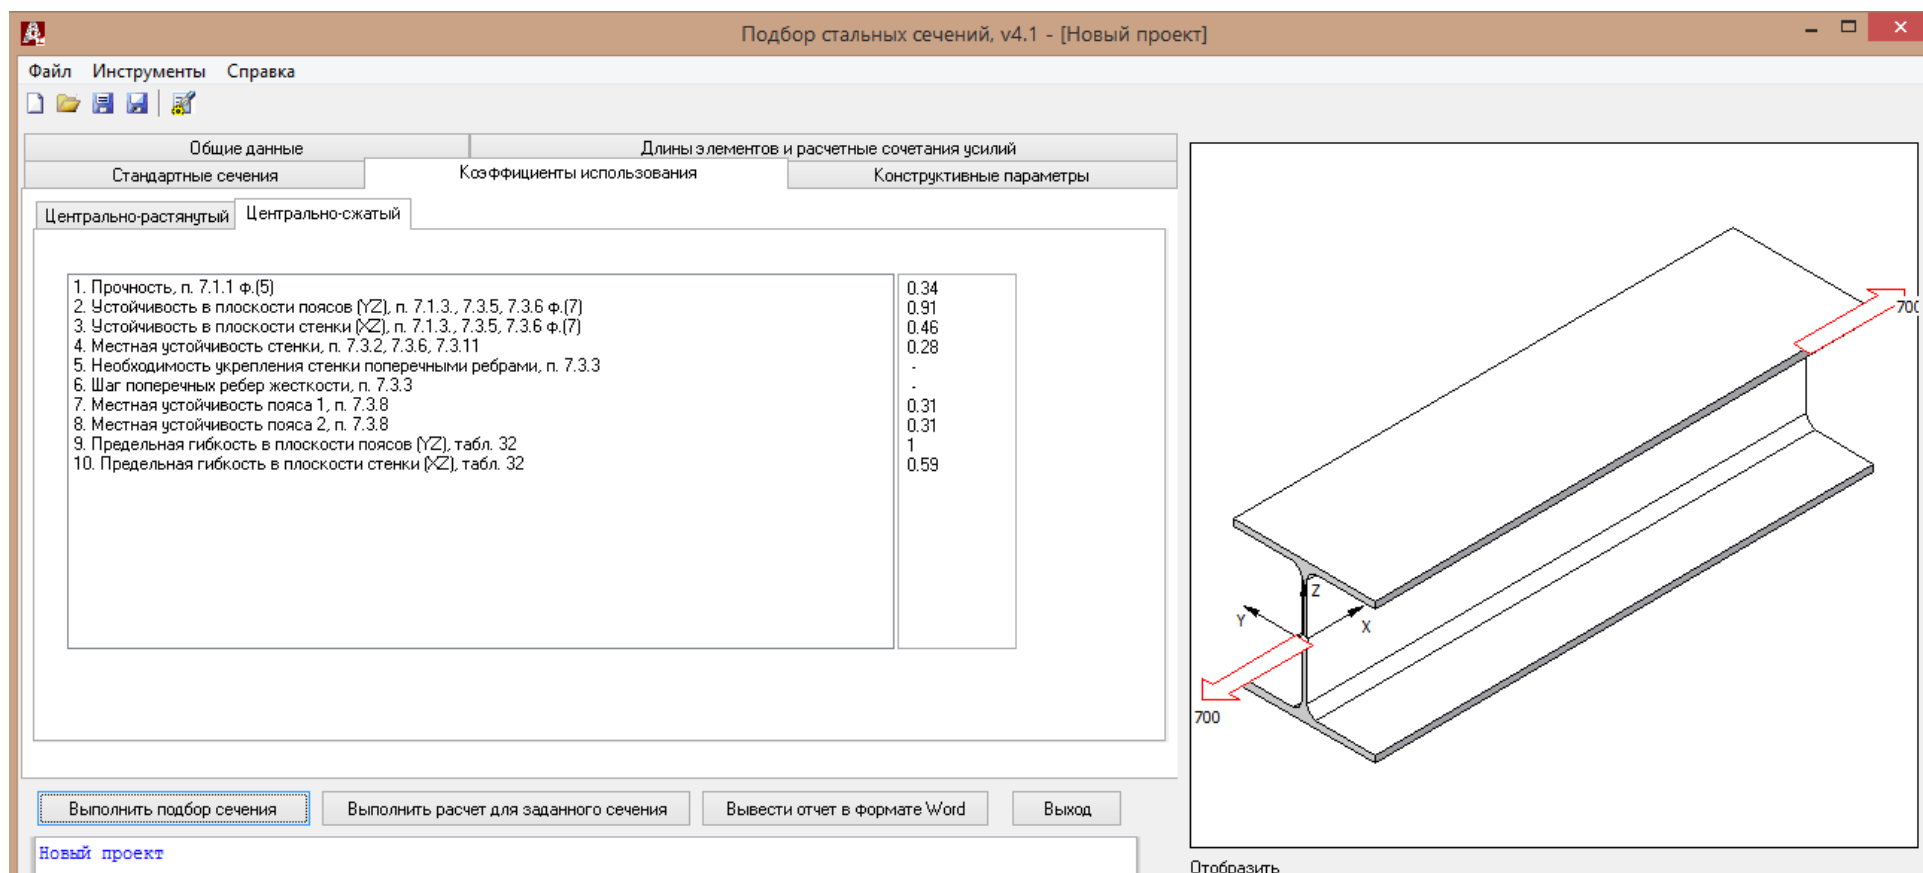 Подбор стальных сечений, v4.1 - [Новый проект]
Файл Инструменты Справка
Общие данные
Длины элементов и расчетные сочетания усилий
Стандартные сечения
Коэффициенты использования
Конструктивные параметры
Центрально-растянутый
Центрально-сжатый
1. Прочность, п. 7.1.1 ф.(5) 0.34
2. Устойчивость в плоскости поясов (YZ), п. 7.1.3., 7.3.5, 7.3.6 ф.(7) 0.91
3. Устойчивость в плоскости стенки (XZ), п. 7.1.3., 7.3.5, 7.3.6 ф.(7) 0.46
4. Местная устойчивость стенки, п. 7.3.2, 7.3.6, 7.3.11 0.28
5. Необходимость укрепления стенки поперечными ребрами, п. 7.3.3 -
6. Шаг поперечных ребер жесткости, п. 7.3.3 -
7. Местная устойчивость пояса 1, п. 7.3.8 0.31
8. Местная устойчивость пояса 2, п. 7.3.8 0.31
9. Предельная гибкость в плоскости поясов (YZ), табл. 32 1
10. Предельная гибкость в плоскости стенки (XZ), табл. 32 0.59
700
Z
Y
X
700
Выполнить подбор сечения
Выполнить расчет для заданного сечения
Вывести отчет в формате Word
Выход
Новый проект
Отобразить